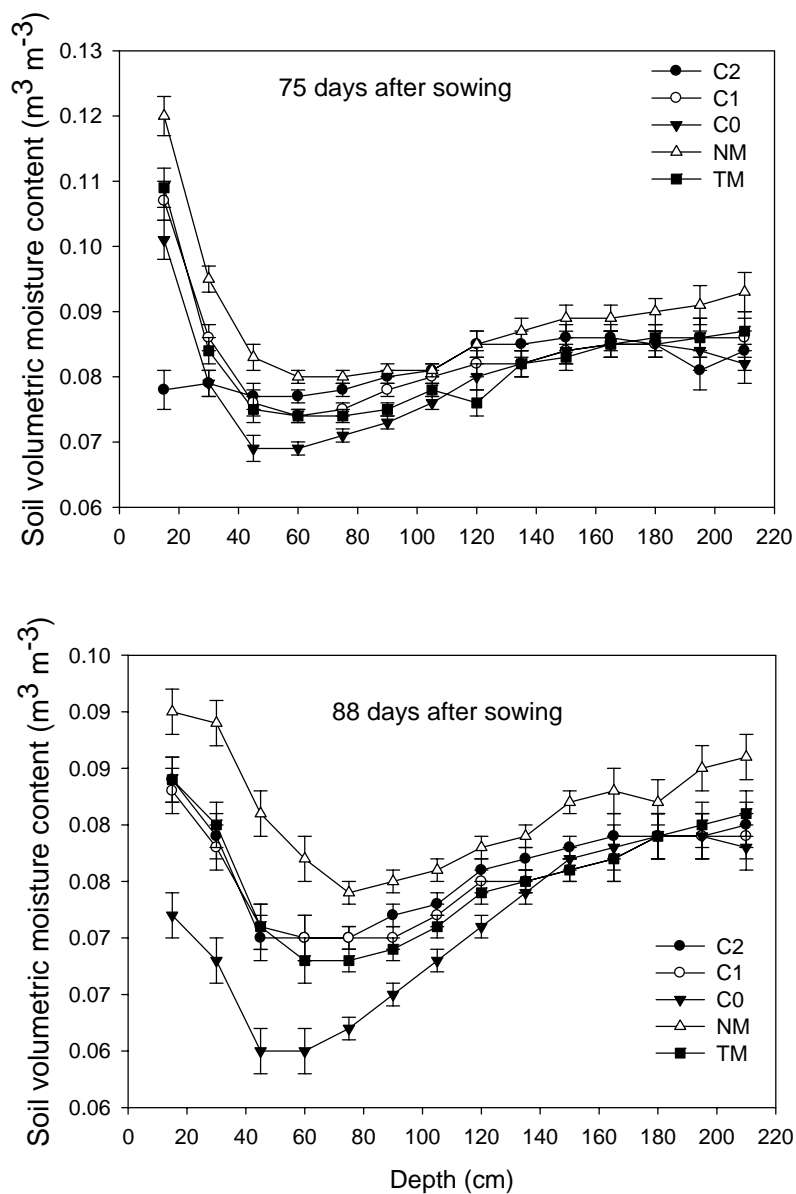 75 days after sowing
C2
C1
C0
NM
TM
Soil volumetric moisture content (m³ m⁻³)
0.13
0.12
0.11
0.10
0.09
0.08
0.07
0.06
0 20 40 60 80 100 120 140 160 180 200 220
88 days after sowing
C2
C1
C0
NM
TM
Soil volumetric moisture content (m³ m⁻³)
0.10
0.09
0.09
0.08
0.08
0.07
0.07
0.06
0.06
0 20 40 60 80 100 120 140 160 180 200 220
Depth (cm)